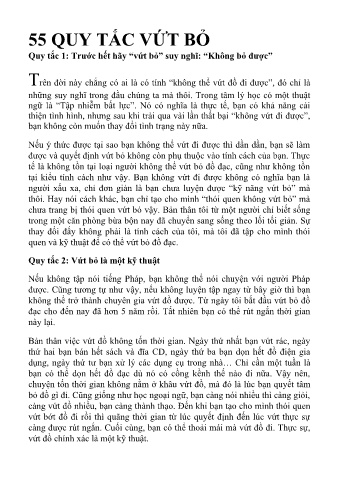 55 QUY TẮC VỨT BỎ
Quy tắc 1: Trước hết hãy “vứt bỏ” suy nghĩ: “Không bỏ được”
Trên đời này chẳng có ai là có tính “không thể vứt đồ đi được”, đó chỉ là
những suy nghĩ trong đầu chúng ta mà thôi. Trong tâm lý học có một thuật
ngữ là “Tập nhiễm bất lực”. Nó có nghĩa là thực tế, bạn có khả năng cải
thiện tình hình, nhưng sau khi trải qua vài lần thất bại “không vứt đi được”,
bạn không còn muốn thay đổi tình trạng này nữa.
Nếu ý thức được tại sao bạn không thể vứt đi được thì dần dần, bạn sẽ làm
được và quyết định vứt bỏ không còn phụ thuộc vào tính cách của bạn. Thực
tế là không tồn tại loại người không thể vứt bỏ đồ đạc, cũng như không tồn
tại kiểu tính cách như vậy. Bạn không vứt đi được không có nghĩa bạn là
người xấu xa, chỉ đơn giản là bạn chưa luyện được “kỹ năng vứt bỏ” mà
thôi. Hay nói cách khác, bạn chỉ tạo cho mình “thói quen không vứt bỏ” mà
chưa trang bị thói quen vứt bỏ vậy. Bản thân tôi từ một người chỉ biết sống
trong một căn phòng bừa bộn nay đã chuyển sang sống theo lối tối giản. Sự
thay đổi đấy không phải là tính cách của tôi, mà tôi đã tập cho mình thói
quen và kỹ thuật để có thể vứt bỏ đồ đạc.
Quy tắc 2: Vứt bỏ là một kỹ thuật
Nếu không tập nói tiếng Pháp, bạn không thể nói chuyện với người Pháp
được. Cũng tương tự như vậy, nếu không luyện tập ngay từ bây giờ thì bạn
không thể trở thành chuyên gia vứt đồ được. Từ ngày tôi bắt đầu vứt bỏ đồ
đạc cho đến nay đã hơn 5 năm rồi. Tất nhiên bạn có thể rút ngắn thời gian
này lại.
Bản thân việc vứt đồ không tốn thời gian. Ngày thứ nhất bạn vứt rác, ngày
thứ hai bạn bán hết sách và đĩa CD, ngày thứ ba bạn dọn hết đồ điện gia
dụng, ngày thứ tư bạn xử lý các dụng cụ trong nhà… Chỉ cần một tuần là
bạn có thể dọn hết đồ đạc dù nó có cồng kềnh thế nào đi nữa. Vậy nên,
chuyện tốn thời gian không nằm ở khâu vứt đồ, mà đó là lúc bạn quyết tâm
bỏ đồ gì đi. Cũng giống như học ngoại ngữ, bạn càng nói nhiều thì càng giỏi,
càng vứt đồ nhiều, bạn càng thành thạo. Đến khi bạn tạo cho mình thói quen
vứt bớt đồ đi rồi thì quãng thời gian từ lúc quyết định đến lúc vứt thực sự
càng được rút ngắn. Cuối cùng, bạn có thể thoải mái mà vứt đồ đi. Thực sự,
vứt đồ chính xác là một kỹ thuật.